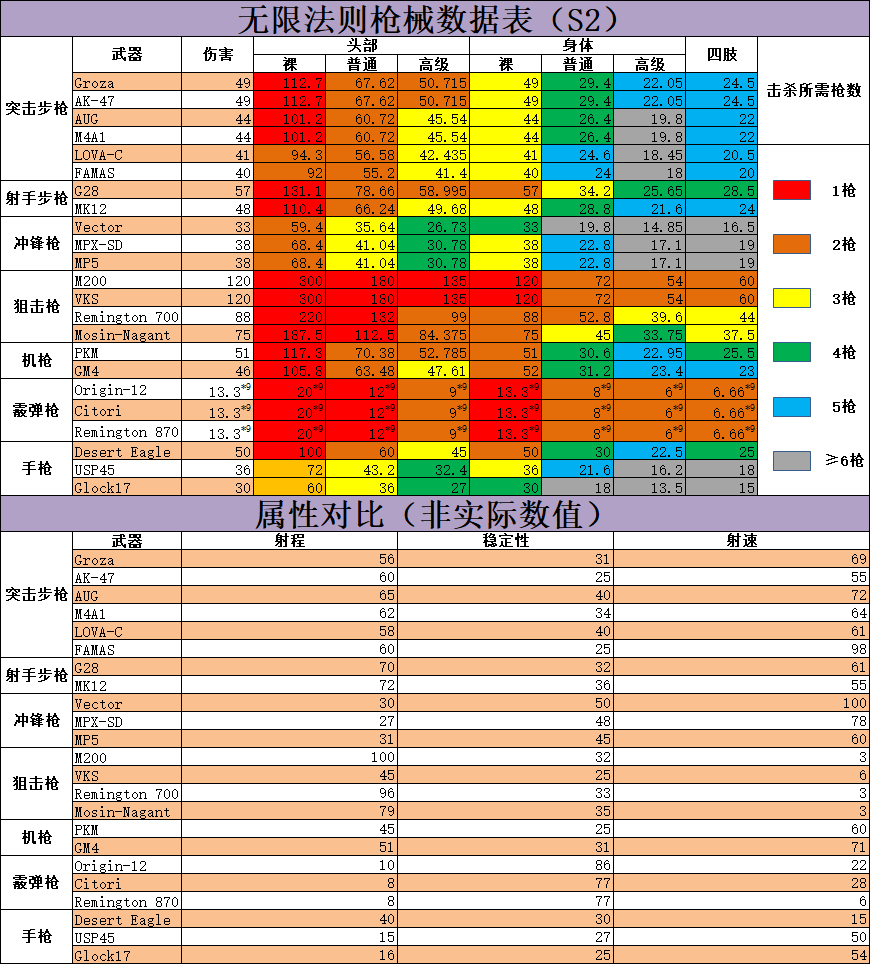 无限法则枪械数据表（S2）
武器 伤害 头部 身体 四肢 击杀所需枪数
裸 普通 高级 裸 普通 高级
突击步枪
Groza 49 112.7 67.62 50.715 49 29.4 22.05 24.5
AK-47 49 112.7 67.62 50.715 49 29.4 22.05 24.5
AUG 44 101.2 60.72 45.54 44 26.4 19.8 22
M4A1 44 101.2 60.72 45.54 44 26.4 19.8 22
LOVA-C 41 94.3 56.58 42.435 41 24.6 18.45 20.5
FAMAS 40 92 55.2 41.4 40 24 18 20
射手步枪
G28 57 131.1 78.66 58.995 57 34.2 25.65 28.5
MK12 48 110.4 66.24 49.68 48 28.8 21.6 24
冲锋枪
Vector 33 59.4 35.64 26.73 33 19.8 14.85 16.5
MPX-SD 38 68.4 41.04 30.78 38 22.8 17.1 19
MP5 38 68.4 41.04 30.78 38 22.8 17.1 19
狙击枪
M200 120 300 180 135 120 72 54 60
VKS 120 300 180 135 120 72 54 60
Remington 700 88 220 132 99 88 52.8 39.6 44
Mosin-Nagant 75 187.5 112.5 84.375 75 45 33.75 37.5
机枪
PKM 51 117.3 70.38 52.785 51 30.6 22.95 25.5
GM4 46 105.8 63.48 47.61 52 31.2 23.4 23
霰弹枪
Origin-12 13.3*9 20*9 12*9 9*9 13.3*9 8*9 6*9 6.66*9
Citori 13.3*9 20*9 12*9 9*9 13.3*9 8*9 6*9 6.66*9
Remington 870 13.3*9 20*9 12*9 9*9 13.3*9 8*9 6*9 6.66*9
手枪
Desert Eagle 50 100 60 45 50 30 22.5 25
USP45 36 72 43.2 32.4 36 21.6 16.2 18
Glock17 30 60 36 27 30 18 13.5 15
1枪
2枪
3枪
4枪
5枪
≥6枪
属性对比（非实际数值）
武器 射程 稳定性 射速
突击步枪
Groza 56 31 69
AK-47 60 25 55
AUG 65 40 72
M4A1 62 34 64
LOVA-C 58 40 61
FAMAS 60 25 98
射手步枪
G28 70 32 61
MK12 72 36 55
冲锋枪
Vector 30 50 100
MPX-SD 27 48 78
MP5 31 45 60
狙击枪
M200 100 32 3
VKS 45 25 6
Remington 700 96 33 3
Mosin-Nagant 79 35 3
机枪
PKM 45 25 60
GM4 51 31 71
霰弹枪
Origin-12 10 86 22
Citori 8 77 28
Remington 870 8 77 6
手枪
Desert Eagle 40 30 15
USP45 15 27 50
Glock17 16 25 54